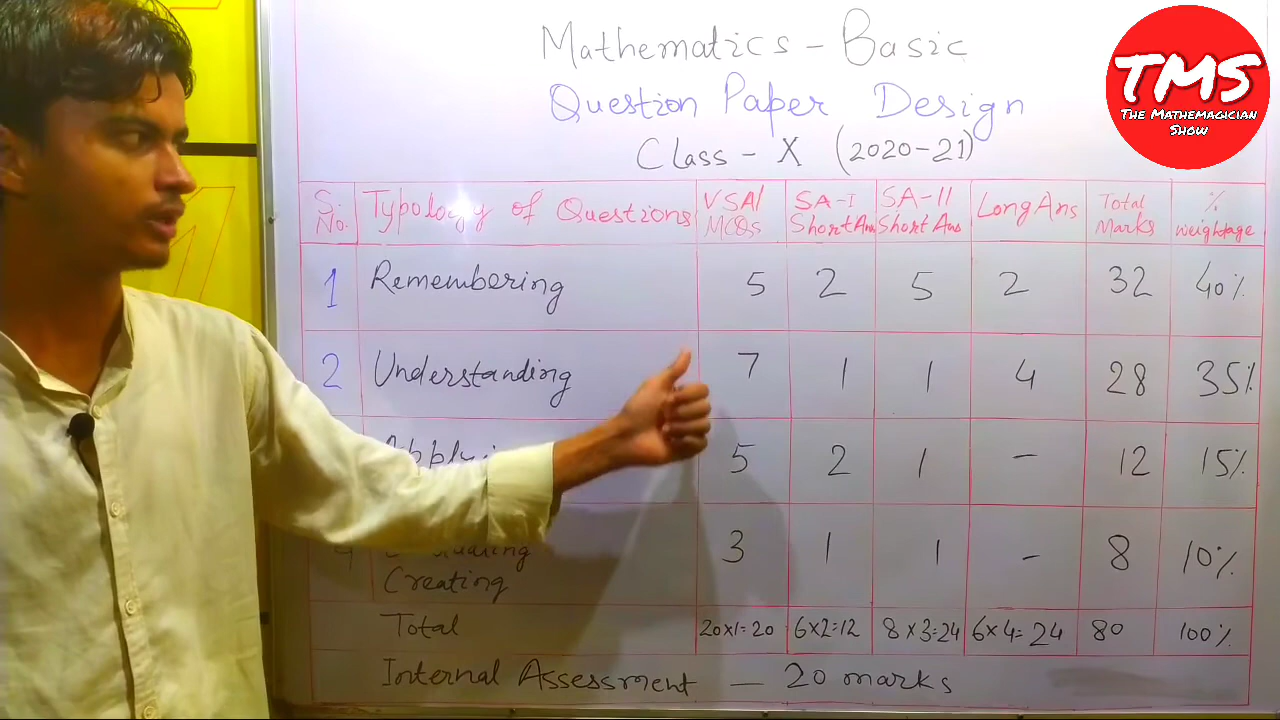 Mathematics - Basic
Question Paper Design
Class - X (2020-21)
TMS
The Mathemagician
Show
S. No. Typology of Questions VSA/ MCQs SA-I Short Ans SA-II Short Ans Long Ans Total Marks % weightage
1 Remembering 5 2 5 2 32 40%
2 Understanding 7 1 1 4 28 35%
5 2 1 - 12 15%
Creating 3 1 1 - 8 10%
Total 20x1=20 6x2=12 8x3=24 6x4=24 80 100%
Internal Assessment — 20 marks